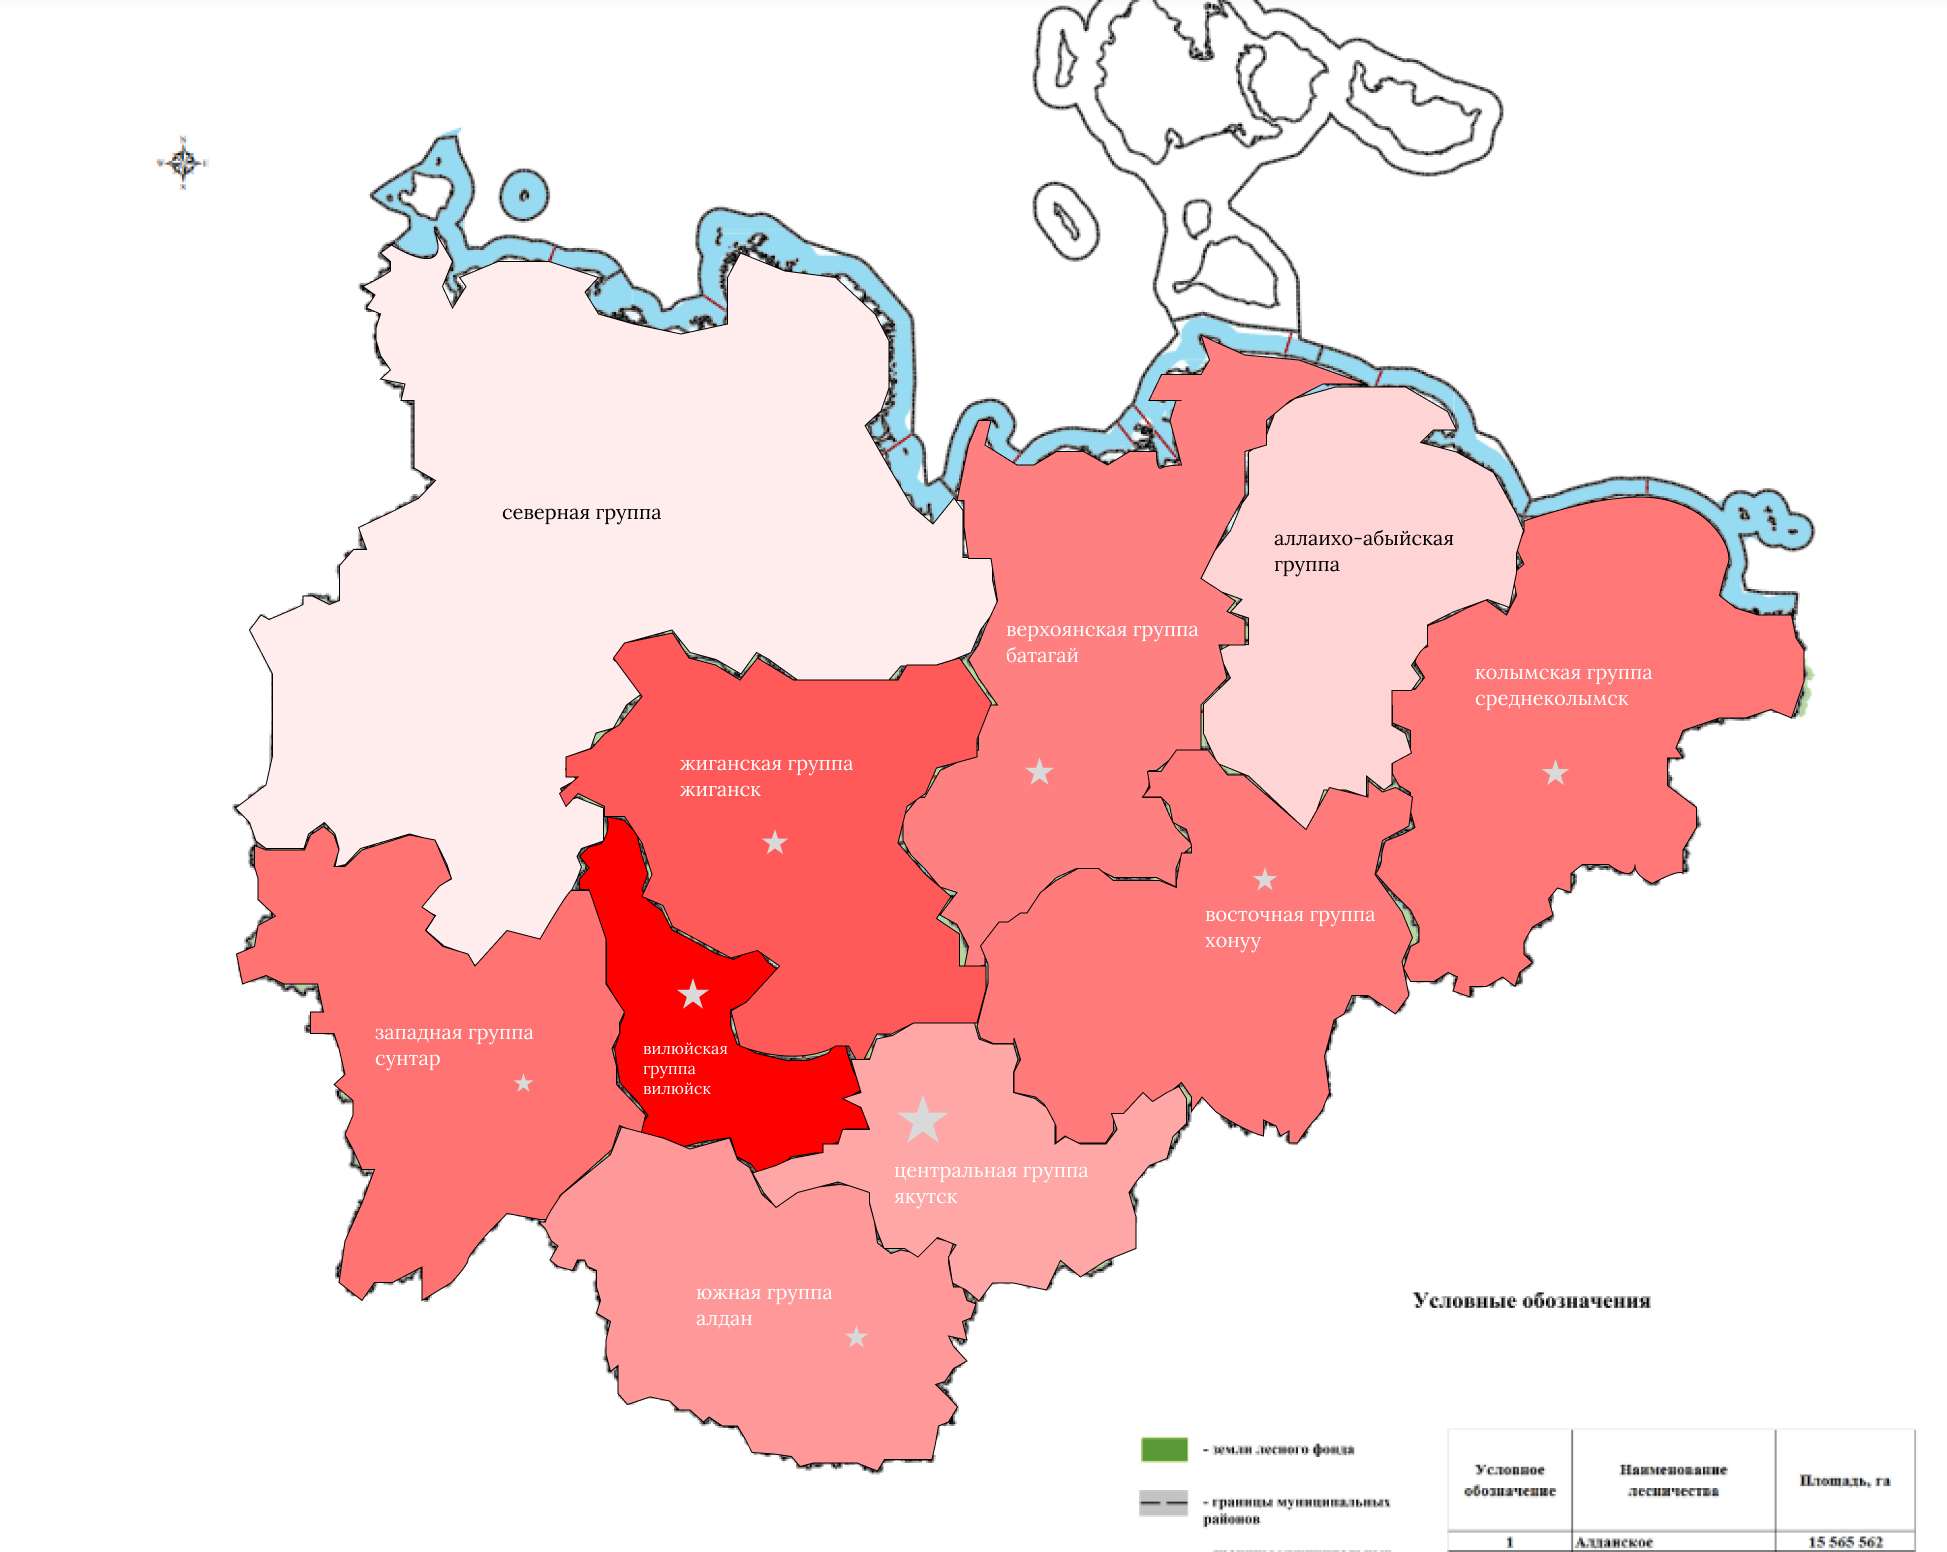 северная группа
аллаихо-абыйская
группа
верхоянская группа
батагай
колымская группа
среднеколымск
жиганская группа
жиганск
восточная группа
хонуу
западная группа
сунтар
вилюйская
группа
вилюйск
центральная группа
якутск
южная группа
алдан
Условные обозначения
- земли лесного фонда
- границы муниципальных
районов
Условное
обозначение
Наименование
лесничества
Площадь, га
1
Алданское
15 565 562